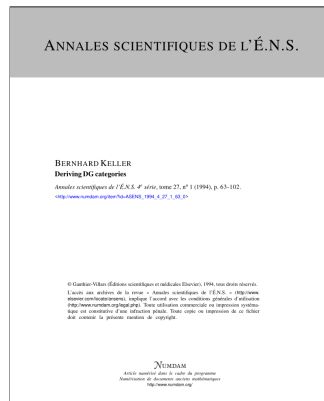 ANNALES SCIENTIFIQUES DE L'É.N.S.
BERNHARD KELLER
Deriving DG categories
Annales scientifiques de l'É.N.S. 4e série, tome 27, nº 1 (1994), p. 63-102.
<http://www.numdam.org/item?id=ASENS_1994_4_27_1_63_0>
© Gauthier-Villars (Éditions scientifiques et médicales Elsevier), 1994, tous droits réservés.
L'accès aux archives de la revue « Annales scientifiques de l'É.N.S. » (http://www.
elsevier.com/locate/ansens), implique l'accord avec les conditions générales d'utilisation
(http://www.numdam.org/legal.php). Toute utilisation commerciale ou impression systéma-
tique est constitutive d'une infraction pénale. Toute copie ou impression de ce fichier
doit contenir la présente mention de copyright.
NUMDAM
Article numérisé dans le cadre du programme
Numérisation de documents anciens mathématiques
http://www.numdam.org/